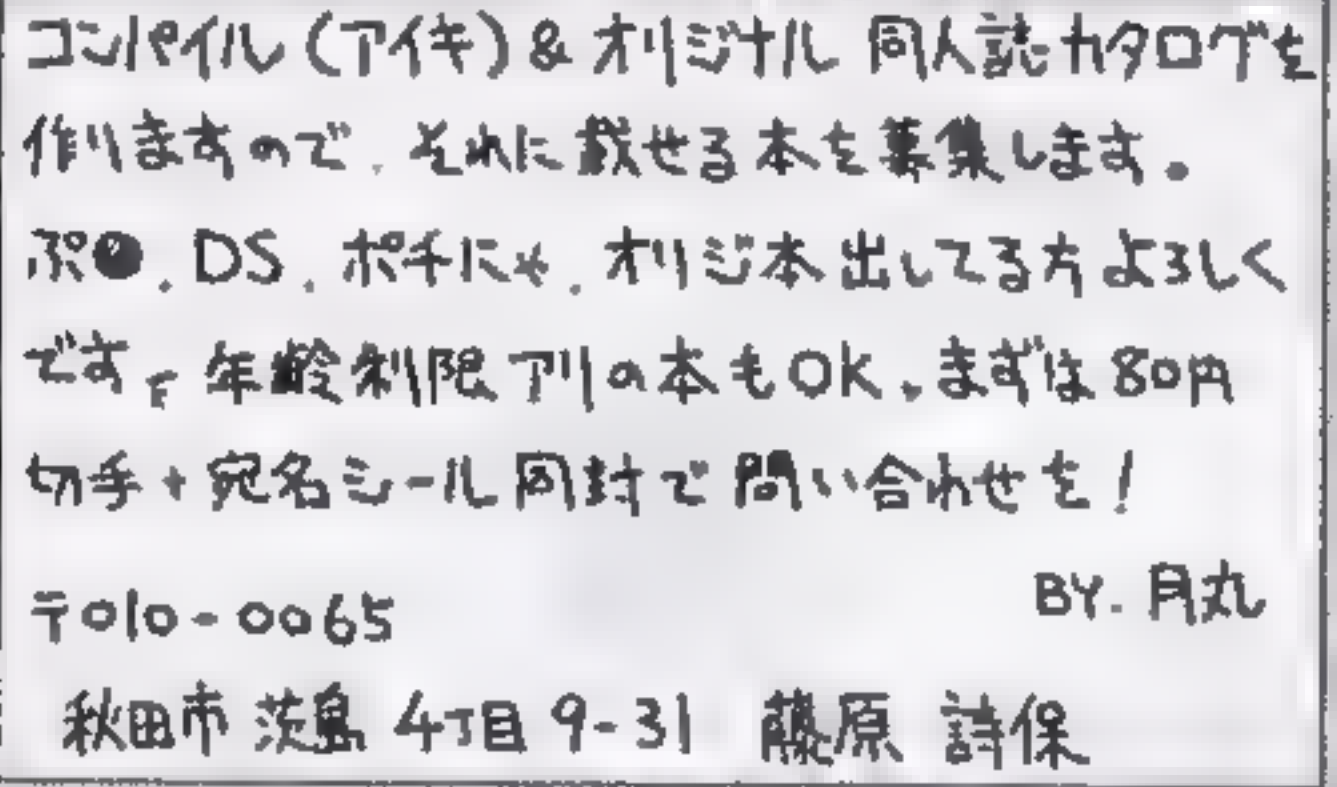 コンパイル(アイキ)&オリジナル 同人誌カタログを
作りますので、それに載せる本を募集します。
ぷ●、DS、ポチにゃ、オリジ本出してる方よろしく
です。年齢制限アリの本もOK。まずは80円
切手+宛名シール同封で問い合わせを!
BY.月丸
〒010-0065
秋田市 茨島 4丁目 9-31 藤原 詩保